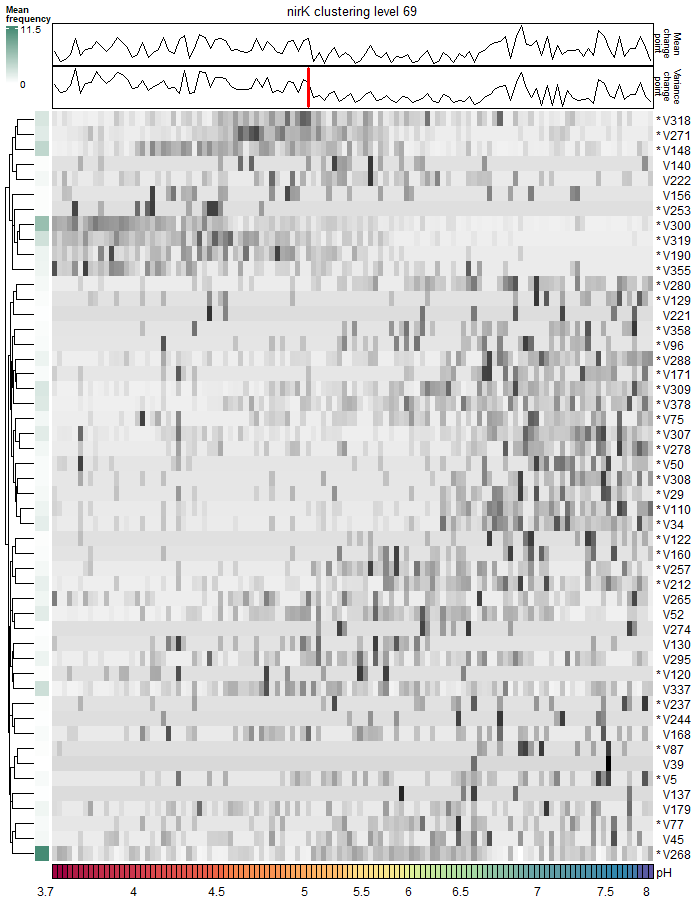 Mean
frequency
nirK clustering level 69
11.5
0
Mean
change
point
Variance
change
point
* V318
* V271
* V148
V140
V222
V156
* V253
* V300
* V319
* V190
* V355
* V280
* V129
V221
* V358
* V96
* V288
* V171
* V309
* V378
* V75
* V307
* V278
* V50
* V308
* V29
* V110
* V34
* V122
* V160
* V257
* V212
V265
V52
V274
V130
V295
* V120
V337
* V237
* V244
V168
* V87
V39
* V5
V137
V179
* V77
V45
* V268
pH
3.7 4 4.5 5 5.5 6 6.5 7 7.5 8